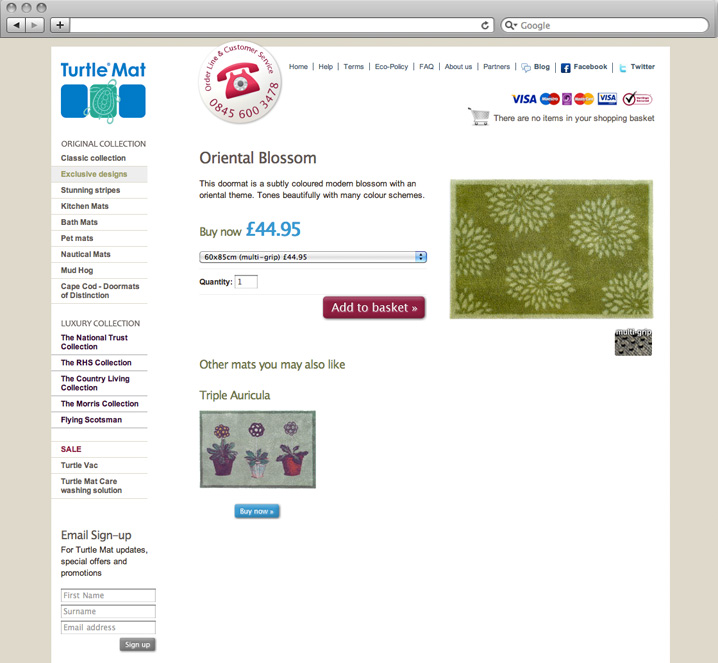 Google
Turtle Mat
Order Line & Customer Service
0845 600 3478
Home | Help | Terms | Eco-Policy | FAQ | About us | Partners | Blog | Facebook | Twitter
VISA VISA
There are no items in your shopping basket
ORIGINAL COLLECTION
Classic collection
Exclusive designs
Stunning stripes
Kitchen Mats
Bath Mats
Pet mats
Nautical Mats
Mud Hog
Cape Cod - Doormats
of Distinction
LUXURY COLLECTION
The National Trust
Collection
The RHS Collection
The Country Living
Collection
The Morris Collection
Flying Scotsman
SALE
Turtle Vac
Turtle Mat Care
washing solution
Email Sign-up
For Turtle Mat updates,
special offers and
promotions
First Name
Surname
Email address
Sign up
Oriental Blossom
This doormat is a subtly coloured modern blossom with an
oriental theme. Tones beautifully with many colour schemes.
Buy now £44.95
60x85cm (multi-grip) £44.95
Quantity: 1
Add to basket »
multi-grip
Other mats you may also like
Triple Auricula
Buy now »